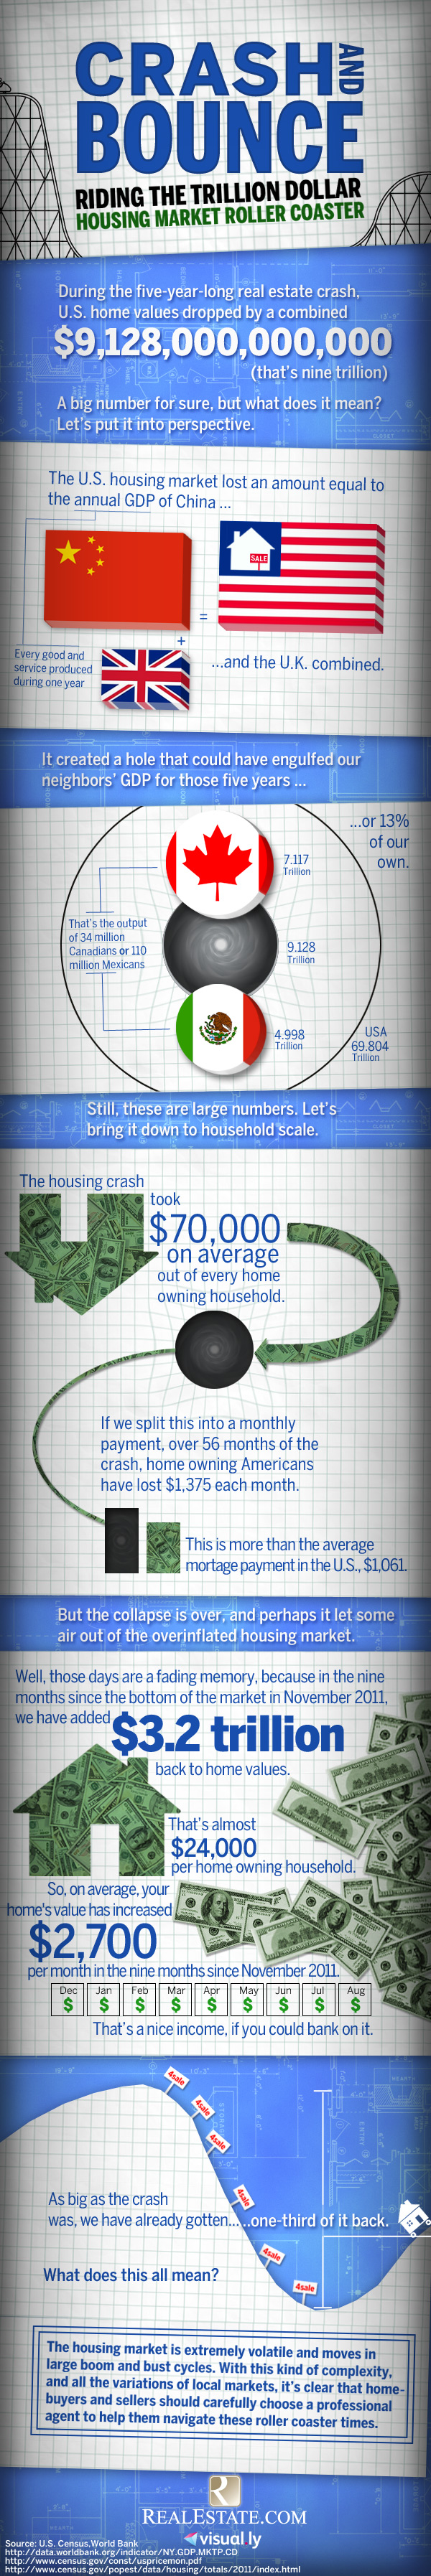 CRASH AND
BOUNCE
RIDING THE TRILLION DOLLAR
HOUSING MARKET ROLLER COASTER
During the five-year-long real estate crash,
U.S. home values dropped by a combined
$9,128,000,000,000
(that's nine trillion)
A big number for sure, but what does it mean?
Let's put it into perspective.
The U.S. housing market lost an amount equal to
the annual GDP of China ...
SALE
=
+
Every good and
service produced
during one year
...and the U.K. combined.
It created a hole that could have engulfed our
neighbors' GDP for those five years ...
...or 13%
of our
own.
7.117
Trillion
That's the output
of 34 million
Canadians or 110
million Mexicans
9.128
Trillion
4.998
Trillion
USA
69.804
Trillion
Still, these are large numbers. Let's
bring it down to household scale.
The housing crash
took
$70,000
on average
out of every home
owning household.
If we split this into a monthly
payment, over 56 months of the
crash, home owning Americans
have lost $1,375 each month.
This is more than the average
mortage payment in the U.S., $1,061.
But the collapse is over, and perhaps it let some
air out of the overinflated housing market.
Well, those days are a fading memory, because in the nine
months since the bottom of the market in November 2011,
we have added
$3.2 trillion
back to home values.
That's almost
$24,000
per home owning household.
So, on average, your
home's value has increased
$2,700
per month in the nine months since November 2011.
Dec Jan Feb Mar Apr May Jun Jul Aug
$ $ $ $ $ $ $ $ $
That's a nice income, if you could bank on it.
4sale
4sale
4sale
4sale
As big as the crash
was, we have already gotten... ...one-third of it back.
4sale
What does this all mean?
4sale
The housing market is extremely volatile and moves in
large boom and bust cycles. With this kind of complexity,
and all the variations of local markets, it's clear that home-
buyers and sellers should carefully choose a professional
agent to help them navigate these roller coaster times.
R
REALESTATE.COM
visual.ly
Source: U.S. Census,World Bank
http://data.worldbank.org/indicator/NY.GDP.MKTP.CD
http://www.census.gov/const/uspricemon.pdf
http://www.census.gov/popest/data/housing/totals/2011/index.html